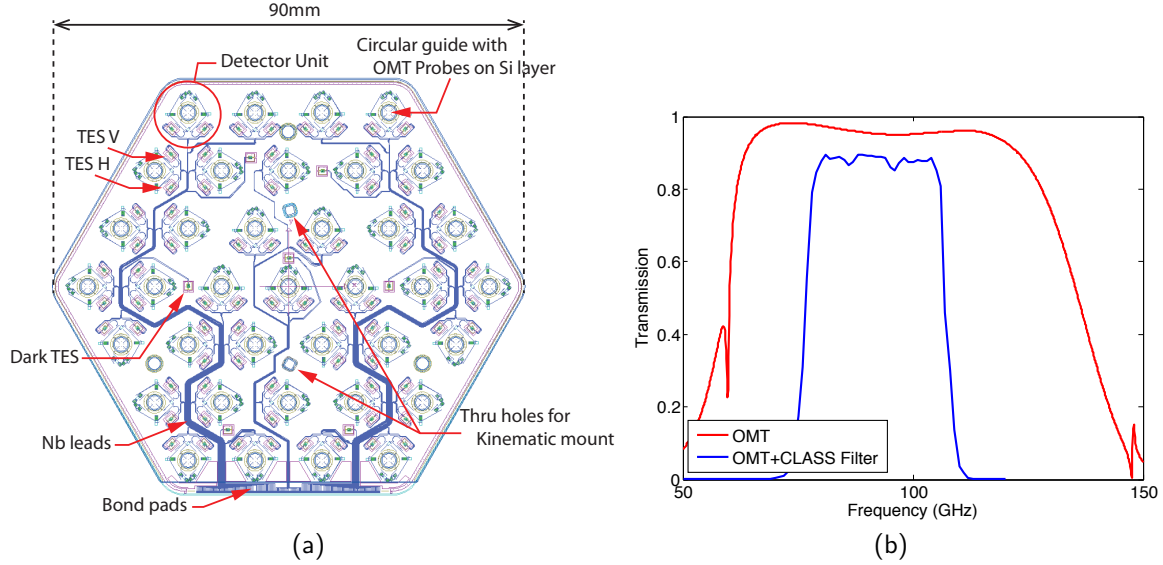 90mm
Detector Unit
Circular guide with
OMT Probes on Si layer
TES V
TES H
Dark TES
Nb leads
Bond pads
Thru holes for
Kinematic mount
(a)
1
0.8
0.6
0.4
0.2
0
Transmission
OMT
OMT+CLASS Filter
50
100
150
Frequency (GHz)
(b)